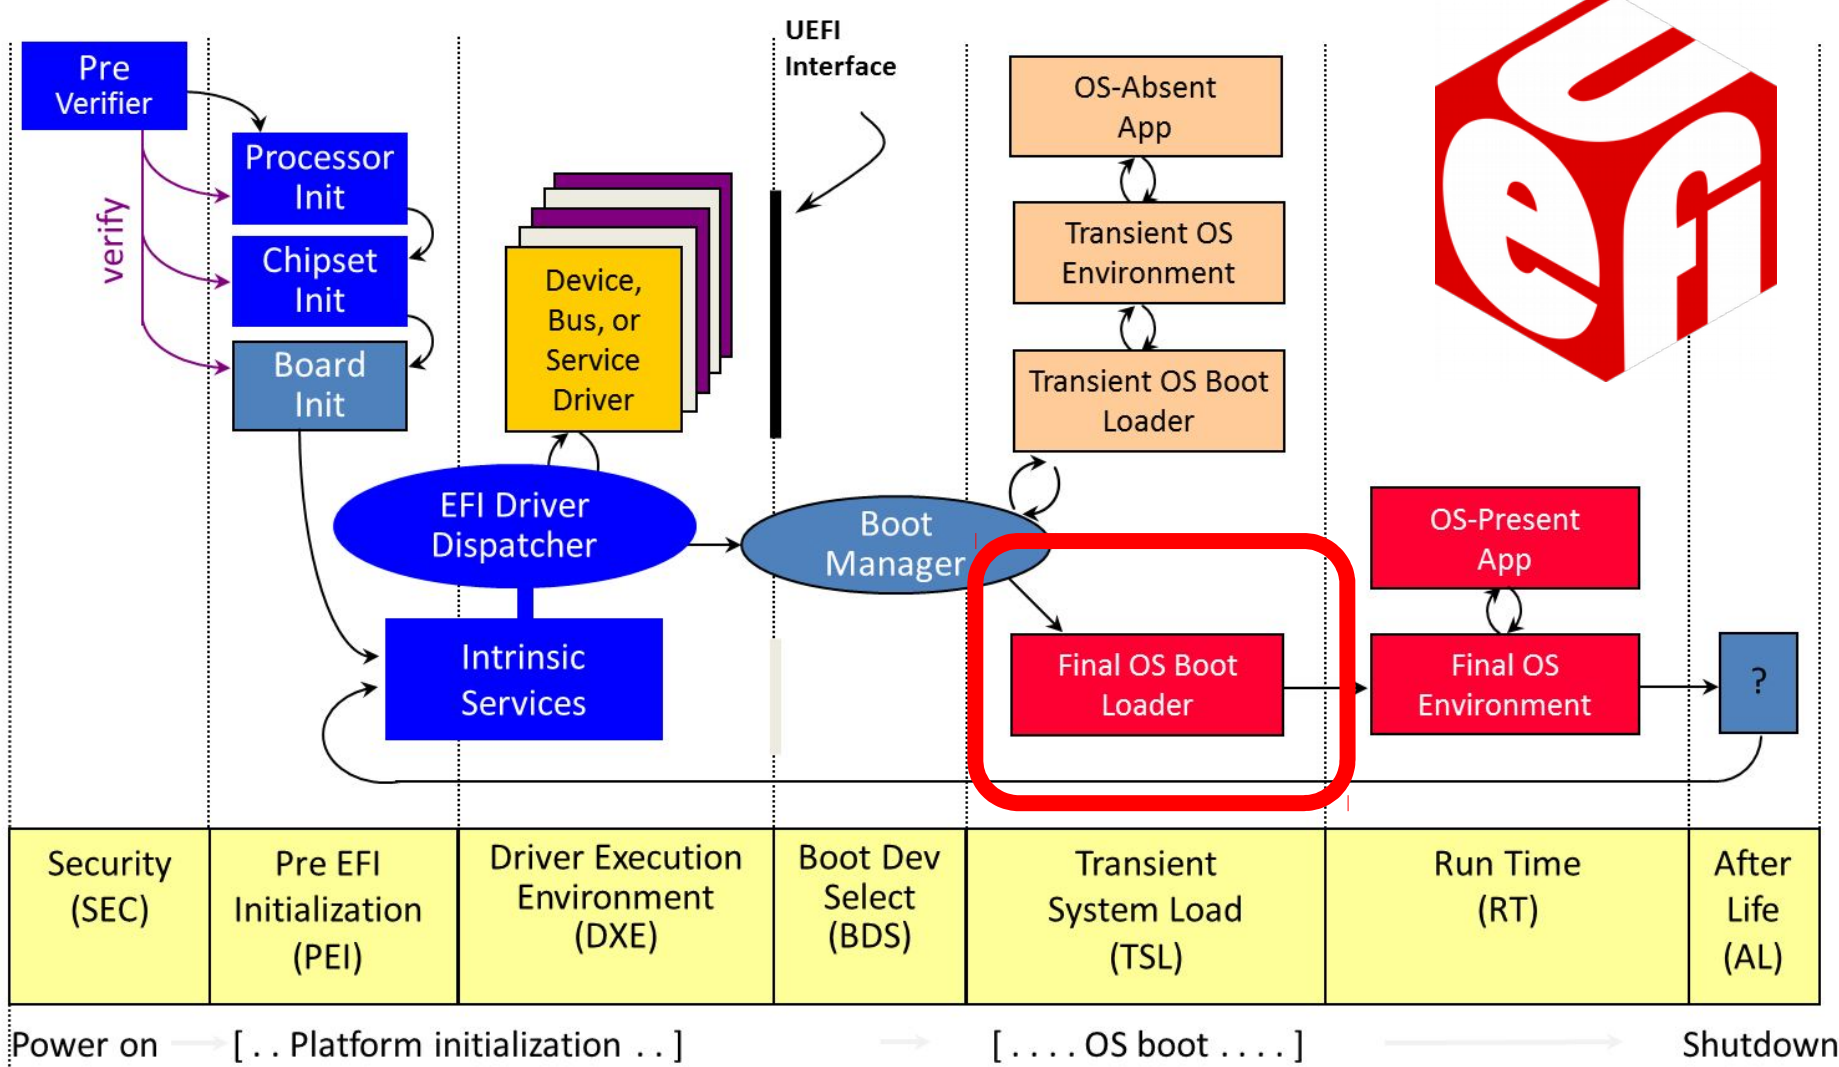 UEFI
Interface
Pre
Verifier
verify
Processor
Init
Chipset
Init
Board
Init
Device,
Bus, or
Service
Driver
EFI Driver
Dispatcher
Intrinsic
Services
Boot
Manager
OS-Absent
App
Transient OS
Environment
Transient OS Boot
Loader
Final OS Boot
Loader
OS-Present
App
Final OS
Environment
?
UEFI
Security
(SEC)
Pre EFI
Initialization
(PEI)
Driver Execution
Environment
(DXE)
Boot Dev
Select
(BDS)
Transient
System Load
(TSL)
Run Time
(RT)
After
Life
(AL)
Power on
[ . . Platform initialization . . ]
[ . . . . OS boot . . . . ]
Shutdown